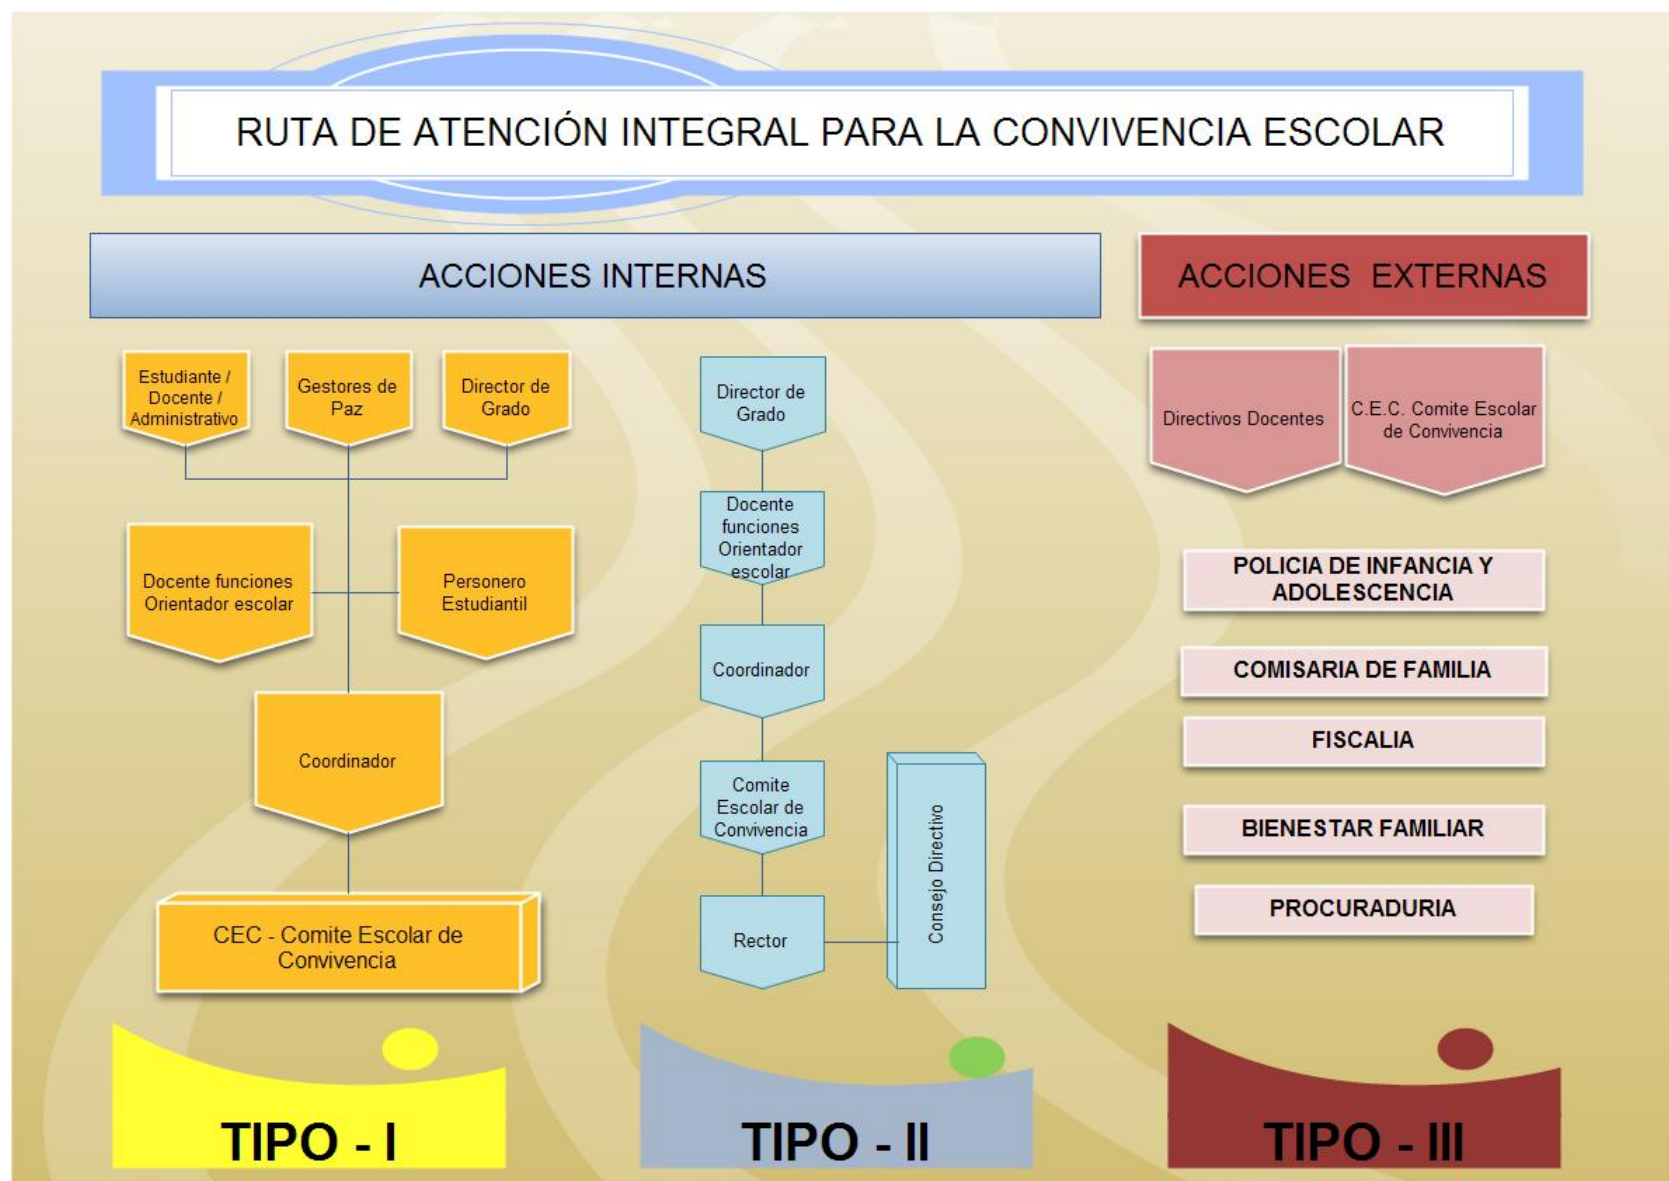 RUTA DE ATENCIÓN INTEGRAL PARA LA CONVIVENCIA ESCOLAR
ACCIONES INTERNAS
Estudiante /
Docente /
Administrativo
Gestores de
Paz
Director de
Grado
Docente funciones
Orientador escolar
Personero
Estudiantil
Coordinador
CEC - Comite Escolar de
Convivencia
TIPO - I
Director de
Grado
Docente
funciones
Orientador
escolar
Coordinador
Comite
Escolar de
Convivencia
Rector
Consejo Directivo
TIPO - II
ACCIONES EXTERNAS
Directivos Docentes
C.E.C. Comite Escolar
de Convivencia
POLICIA DE INFANCIA Y
ADOLESCENCIA
COMISARIA DE FAMILIA
FISCALIA
BIENESTAR FAMILIAR
PROCURADURIA
TIPO - III